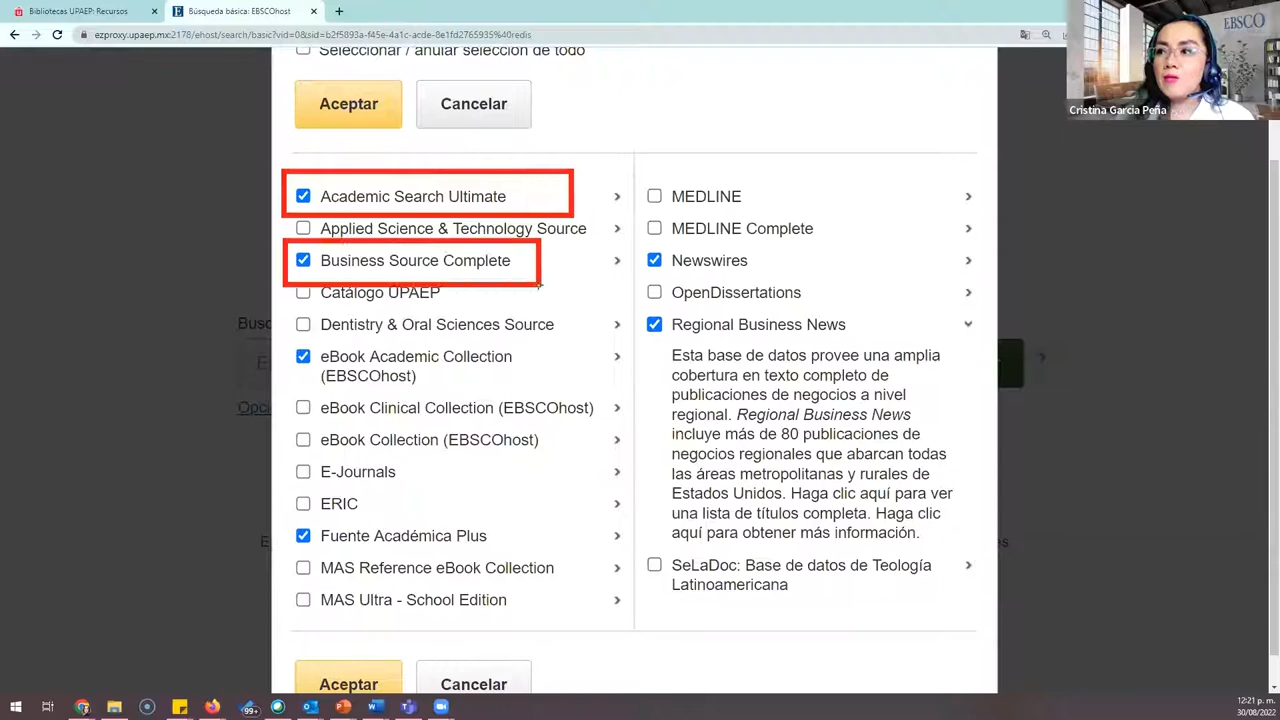 Bibliotecas UPAEP: Recursos
Búsqueda básica: EBSCOhost
ezproxy.upaep.mx:2178/ehost/search/basic?vid=0&sid=b2f5893a-f45e-4a1c-acde-8e1fd2765935%40redis
EBSCO
Cristina Garcia Peña
Seleccionar / anular selección de todo
Aceptar
Cancelar
Academic Search Ultimate
Applied Science & Technology Source
Business Source Complete
Catálogo UPAEP
Dentistry & Oral Sciences Source
eBook Academic Collection
(EBSCOhost)
eBook Clinical Collection (EBSCOhost)
eBook Collection (EBSCOhost)
E-Journals
ERIC
Fuente Académica Plus
MAS Reference eBook Collection
MAS Ultra - School Edition
MEDLINE
MEDLINE Complete
Newswires
OpenDissertations
Regional Business News
Esta base de datos provee una amplia
cobertura en texto completo de
publicaciones de negocios a nivel
regional. Regional Business News
incluye más de 80 publicaciones de
negocios regionales que abarcan todas
las áreas metropolitanas y rurales de
Estados Unidos. Haga clic aquí para ver
una lista de títulos completa. Haga clic
aquí para obtener más información.
SeLaDoc: Base de datos de Teología
Latinoamericana
Aceptar
Cancelar
99+
12:21 p. m.
30/08/2022